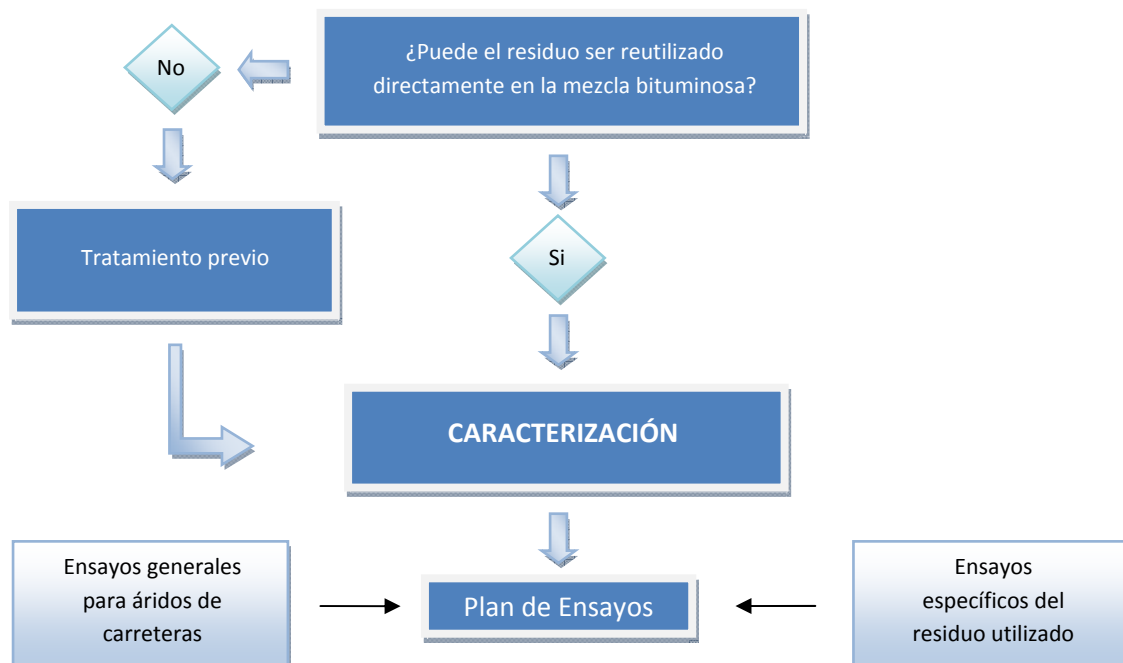 ¿Puede el residuo ser reutilizado
directamente en la mezcla bituminosa?
No
Tratamiento previo
Si
CARACTERIZACIÓN
Ensayos generales
para áridos de
carreteras
Plan de Ensayos
Ensayos
específicos del
residuo utilizado